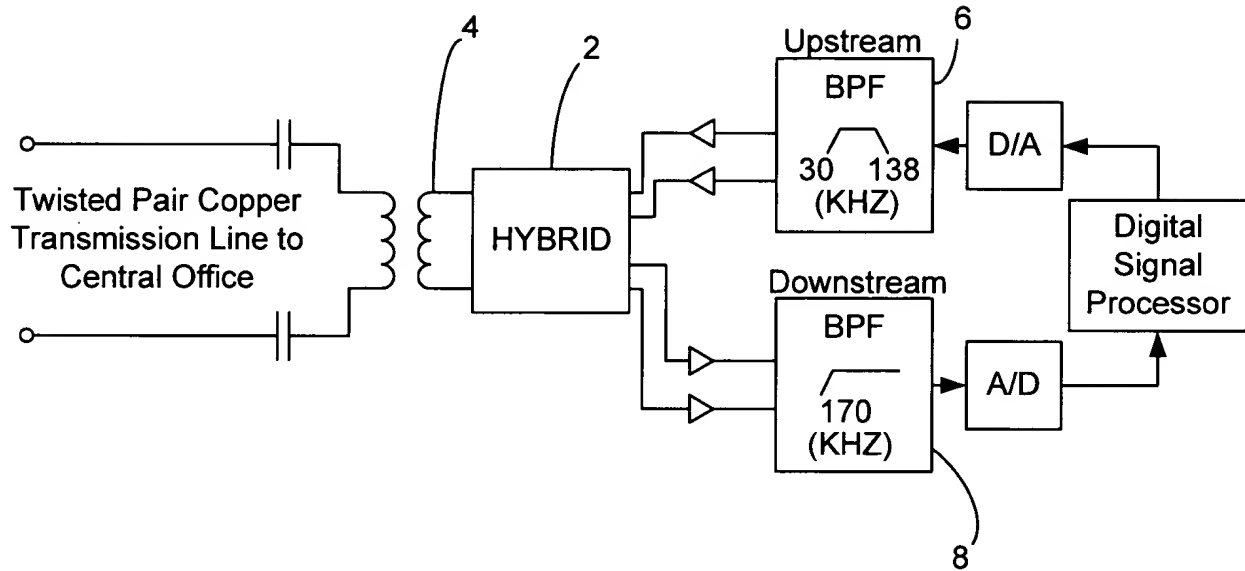 4
2
Upstream
6
BPF
30 138
(KHZ)
D/A
Twisted Pair Copper
Transmission Line to
Central Office
HYBRID
Digital
Signal
Processor
Downstream
BPF
170
(KHZ)
A/D
8